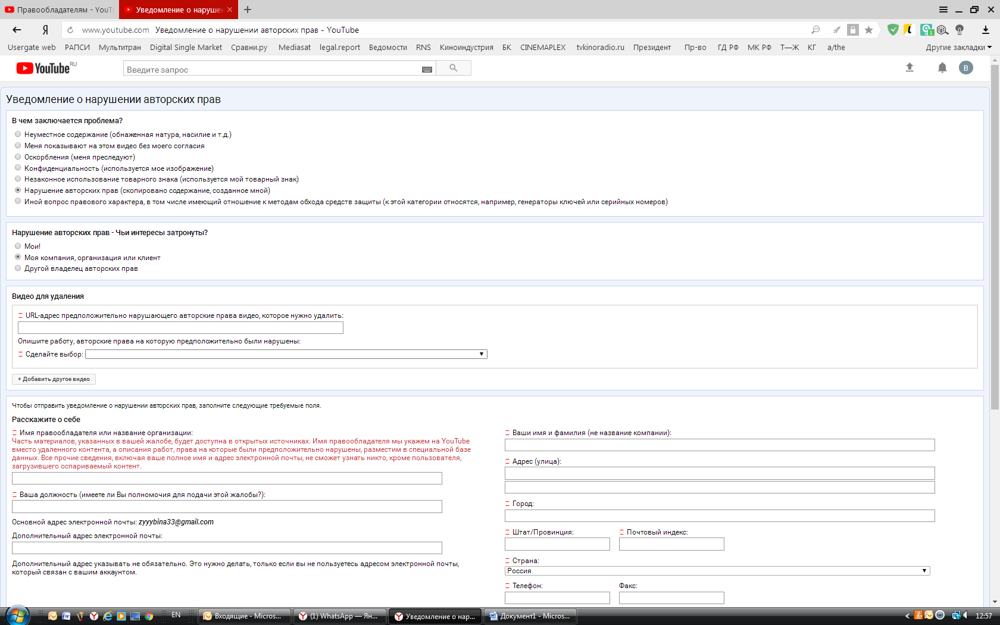 Правообладателям - YouTu
Уведомление о нарушен
www.youtube.com Уведомление о нарушении авторских прав - YouTube
Usergate web РАПСИ Мультитран Digital Single Market Сравни.ру Mediasat legal.report Ведомости RNS Киноиндустрия БК CINEMAPLEX tvkinoradio.ru Президент Пр-во ГД РФ МК РФ Т—Ж КГ a/the Другие закладки
YouTube RU
Введите запрос
B
Уведомление о нарушении авторских прав
В чем заключается проблема?
Неуместное содержание (обнаженная натура, насилие и т.д.)
Меня показывают на этом видео без моего согласия
Оскорбления (меня преследуют)
Конфиденциальность (используется мое изображение)
Незаконное использование товарного знака (используется мой товарный знак)
Нарушение авторских прав (скопировано содержание, созданное мной)
Иной вопрос правового характера, в том числе имеющий отношение к методам обхода средств защиты (к этой категории относятся, например, генераторы ключей или серийных номеров)
Нарушение авторских прав - Чьи интересы затронуты?
Мои!
Моя компания, организация или клиент
Другой владелец авторских прав
Видео для удаления
URL-адрес предположительно нарушающего авторские права видео, которое нужно удалить:
Опишите работу, авторские права на которую предположительно были нарушены:
Сделайте выбор:
+ Добавить другое видео
Чтобы отправить уведомление о нарушении авторских прав, заполните следующие требуемые поля.
Расскажите о себе
Имя правообладателя или название организации:
Часть материалов, указанных в вашей жалобе, будет доступна в открытых источниках. Имя правообладателя мы укажем на YouTube
вместо удаленного контента, а описания работ, права на которые были предположительно нарушены, разместим в специальной базе
данных. Все прочие сведения, включая ваше полное имя и адрес электронной почты, не сможет узнать никто, кроме пользователя,
загрузившего оспариваемый контент.
Ваша должность (имеете ли Вы полномочия для подачи этой жалобы?):
Основной адрес электронной почты: zyyybina33@gmail.com
Дополнительный адрес электронной почты:
Дополнительный адрес указывать не обязательно. Это нужно делать, только если вы не пользуетесь адресом электронной почты,
который связан с вашим аккаунтом.
Ваши имя и фамилия (не название компании):
Адрес (улица):
Город:
Штат/Провинция: Почтовый индекс:
Страна:
Россия
Телефон: Факс:
EN
Входящие - Micros...
(1) WhatsApp — Ян...
Уведомление о нар...
Документ1 - Micros...
12:57